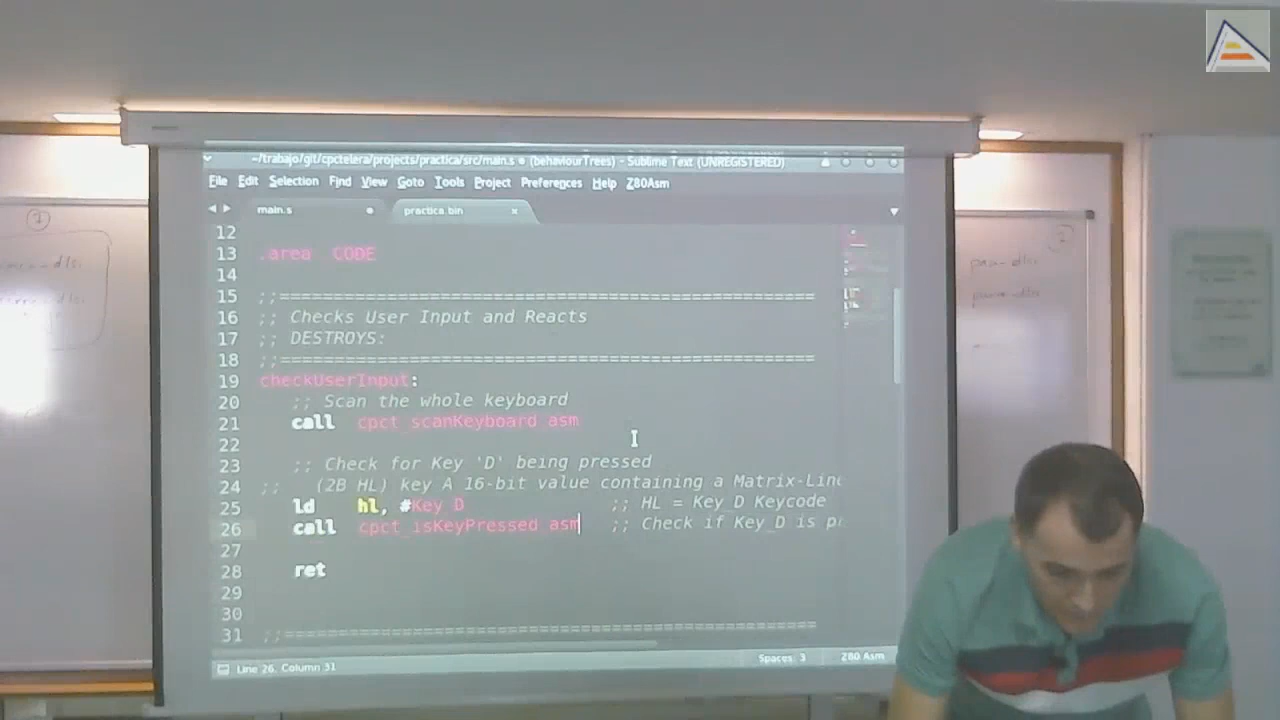 ~/trabajo/git/cpctelera/projects/practica/src/main.s • (behaviourTrees) - Sublime Text (UNREGISTERED)
File Edit Selection Find View Goto Tools Project Preferences Help Z80Asm
main.s practica.bin
12
13 .area CODE
14
15 ;;==================================================
16 ;; Checks User Input and Reacts
17 ;; DESTROYS:
18 ;;==================================================
19 checkUserInput:
20 ;; Scan the whole keyboard
21 call cpct_scanKeyboard_asm
22
23 ;; Check for Key 'D' being pressed
24 ;; (2B HL) key A 16-bit value containing a Matrix-Line
25 ld hl, #Key_D ;; HL = Key_D Keycode
26 call cpct_isKeyPressed_asm ;; Check if Key_D is pr
27
28 ret
29
30
31 ;;==================================================
Line 26, Column 31 Spaces: 3 Z80 Asm